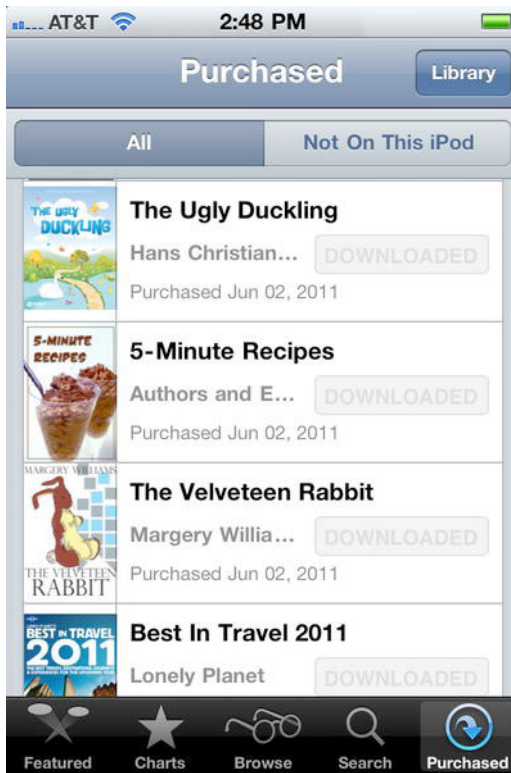 AT&T 2:48 PM
Purchased
Library
All
Not On This iPod
THE UGLY
DUCKLING
The Ugly Duckling
Hans Christian...
DOWNLOADED
Purchased Jun 02, 2011
5-MINUTE
RECIPES
5-Minute Recipes
Authors and E...
DOWNLOADED
Purchased Jun 02, 2011
MARGERY WILLIAMS
THE VELVETEEN
RABBIT
The Velveteen Rabbit
Margery Willia...
DOWNLOADED
Purchased Jun 02, 2011
BEST IN TRAVEL
2011
Best In Travel 2011
Lonely Planet
DOWNLOADED
Featured
Charts
Browse
Search
Purchased